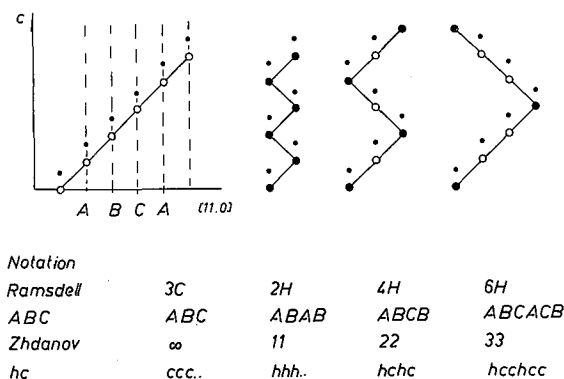 c
A B C A [11.0]
Notation
Ramsdell 3C 2H 4H 6H
ABC ABC ABAB ABCB ABCACB
Zhdanov ∞ 11 22 33
hc ccc.. hhh.. hchc hcchcc